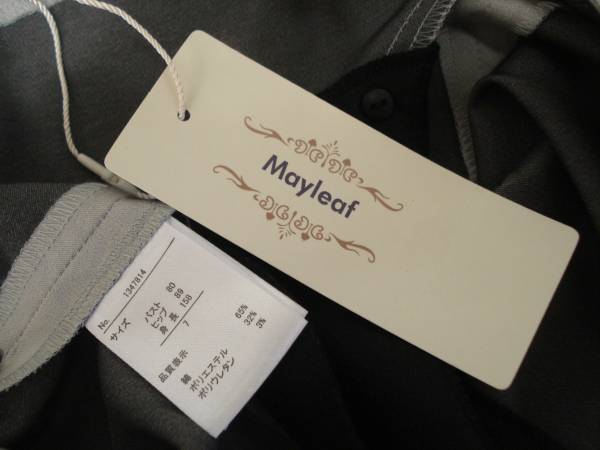 Mayleaf
No. 1347814
サイズ
バスト 80
ヒップ 89
身長 158
7
品質表示
綿 65%
ポリエステル 32%
ポリウレタン 3%